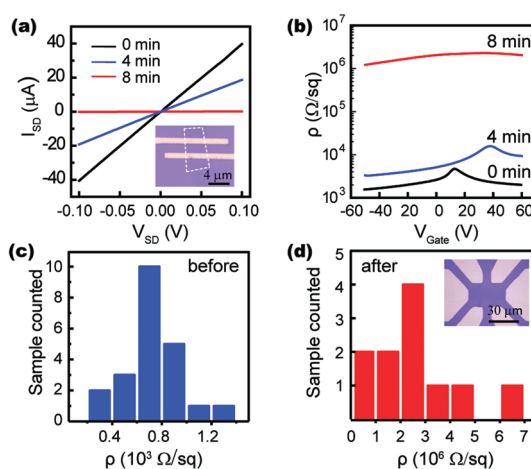 (a)
40
20
0
-20
-40
I_SD (μA)
0 min
4 min
8 min
4 μm
-0.10 -0.05 0.00 0.05 0.10
V_SD (V)
(b)
10⁷
10⁶
10⁵
10⁴
10³
ρ (Ω/sq)
8 min
4 min
0 min
-60 -40 -20 0 20 40 60
V_Gate (V)
(c)
before
10
8
6
4
2
0
Sample counted
0.4 0.8 1.2
ρ (10³ Ω/sq)
(d)
after
5
4
3
2
1
Sample counted
30 μm
0 1 2 3 4 5 6 7
ρ (10⁶ Ω/sq)